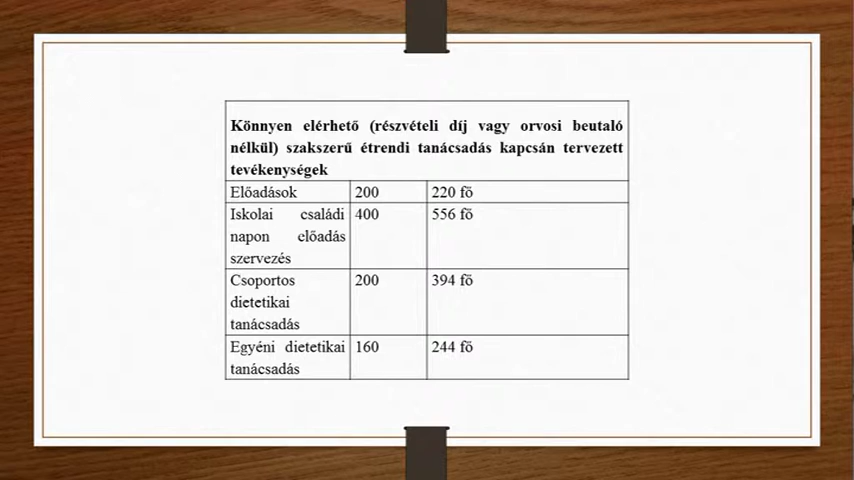 Könnyen elérhető (részvételi díj vagy orvosi beutaló
nélkül) szakszerű étrendi tanácsadás kapcsán tervezett
tevékenységek
Előadások 200 220 fő
Iskolai családi 400 556 fő
napon előadás
szervezés
Csoportos 200 394 fő
dietetikai
tanácsadás
Egyéni dietetikai 160 244 fő
tanácsadás